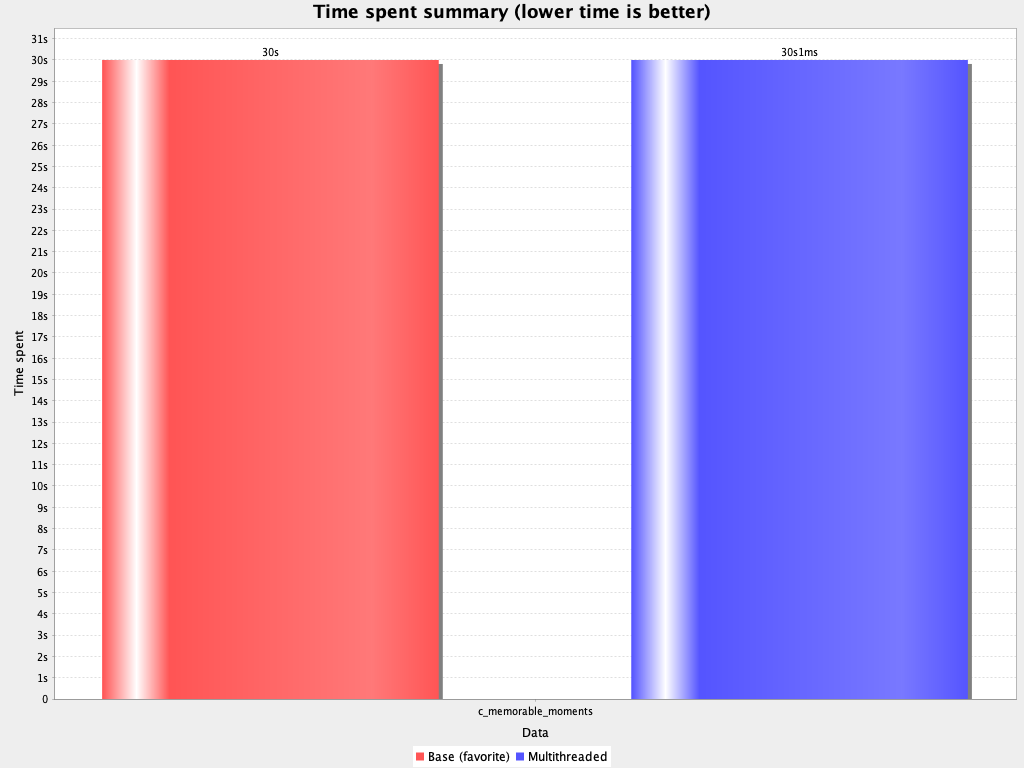 Time spent summary (lower time is better)
31s
30s
29s
28s
27s
26s
25s
24s
23s
22s
21s
20s
19s
18s
17s
16s
15s
14s
13s
12s
11s
10s
9s
8s
7s
6s
5s
4s
3s
2s
1s
0
Time spent
30s
30s1ms
c_memorable_moments
Data
Base (favorite) Multithreaded